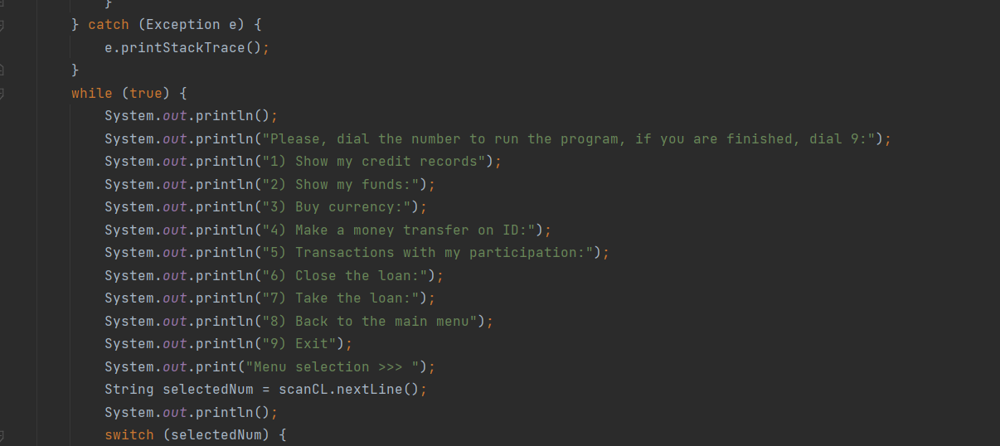 }
} catch (Exception e) {
e.printStackTrace();
}
while (true) {
System.out.println();
System.out.println("Please, dial the number to run the program, if you are finished, dial 9:");
System.out.println("1) Show my credit records");
System.out.println("2) Show my funds:");
System.out.println("3) Buy currency:");
System.out.println("4) Make a money transfer on ID:");
System.out.println("5) Transactions with my participation:");
System.out.println("6) Close the loan:");
System.out.println("7) Take the loan:");
System.out.println("8) Back to the main menu");
System.out.println("9) Exit");
System.out.print("Menu selection >>> ");
String selectedNum = scanCL.nextLine();
System.out.println();
switch (selectedNum) {